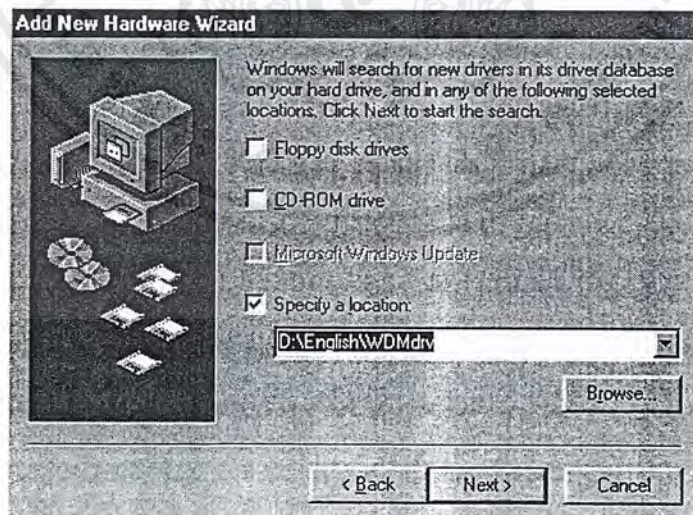 Add New Hardware Wizard
Windows will search for new drivers in its driver database
on your hard drive, and in any of the following selected
locations. Click Next to start the search.
Floppy disk drives
CD-ROM drive
Microsoft Windows Update
Specify a location:
D:\English\WDMdrv
Browse...
< Back Next > Cancel